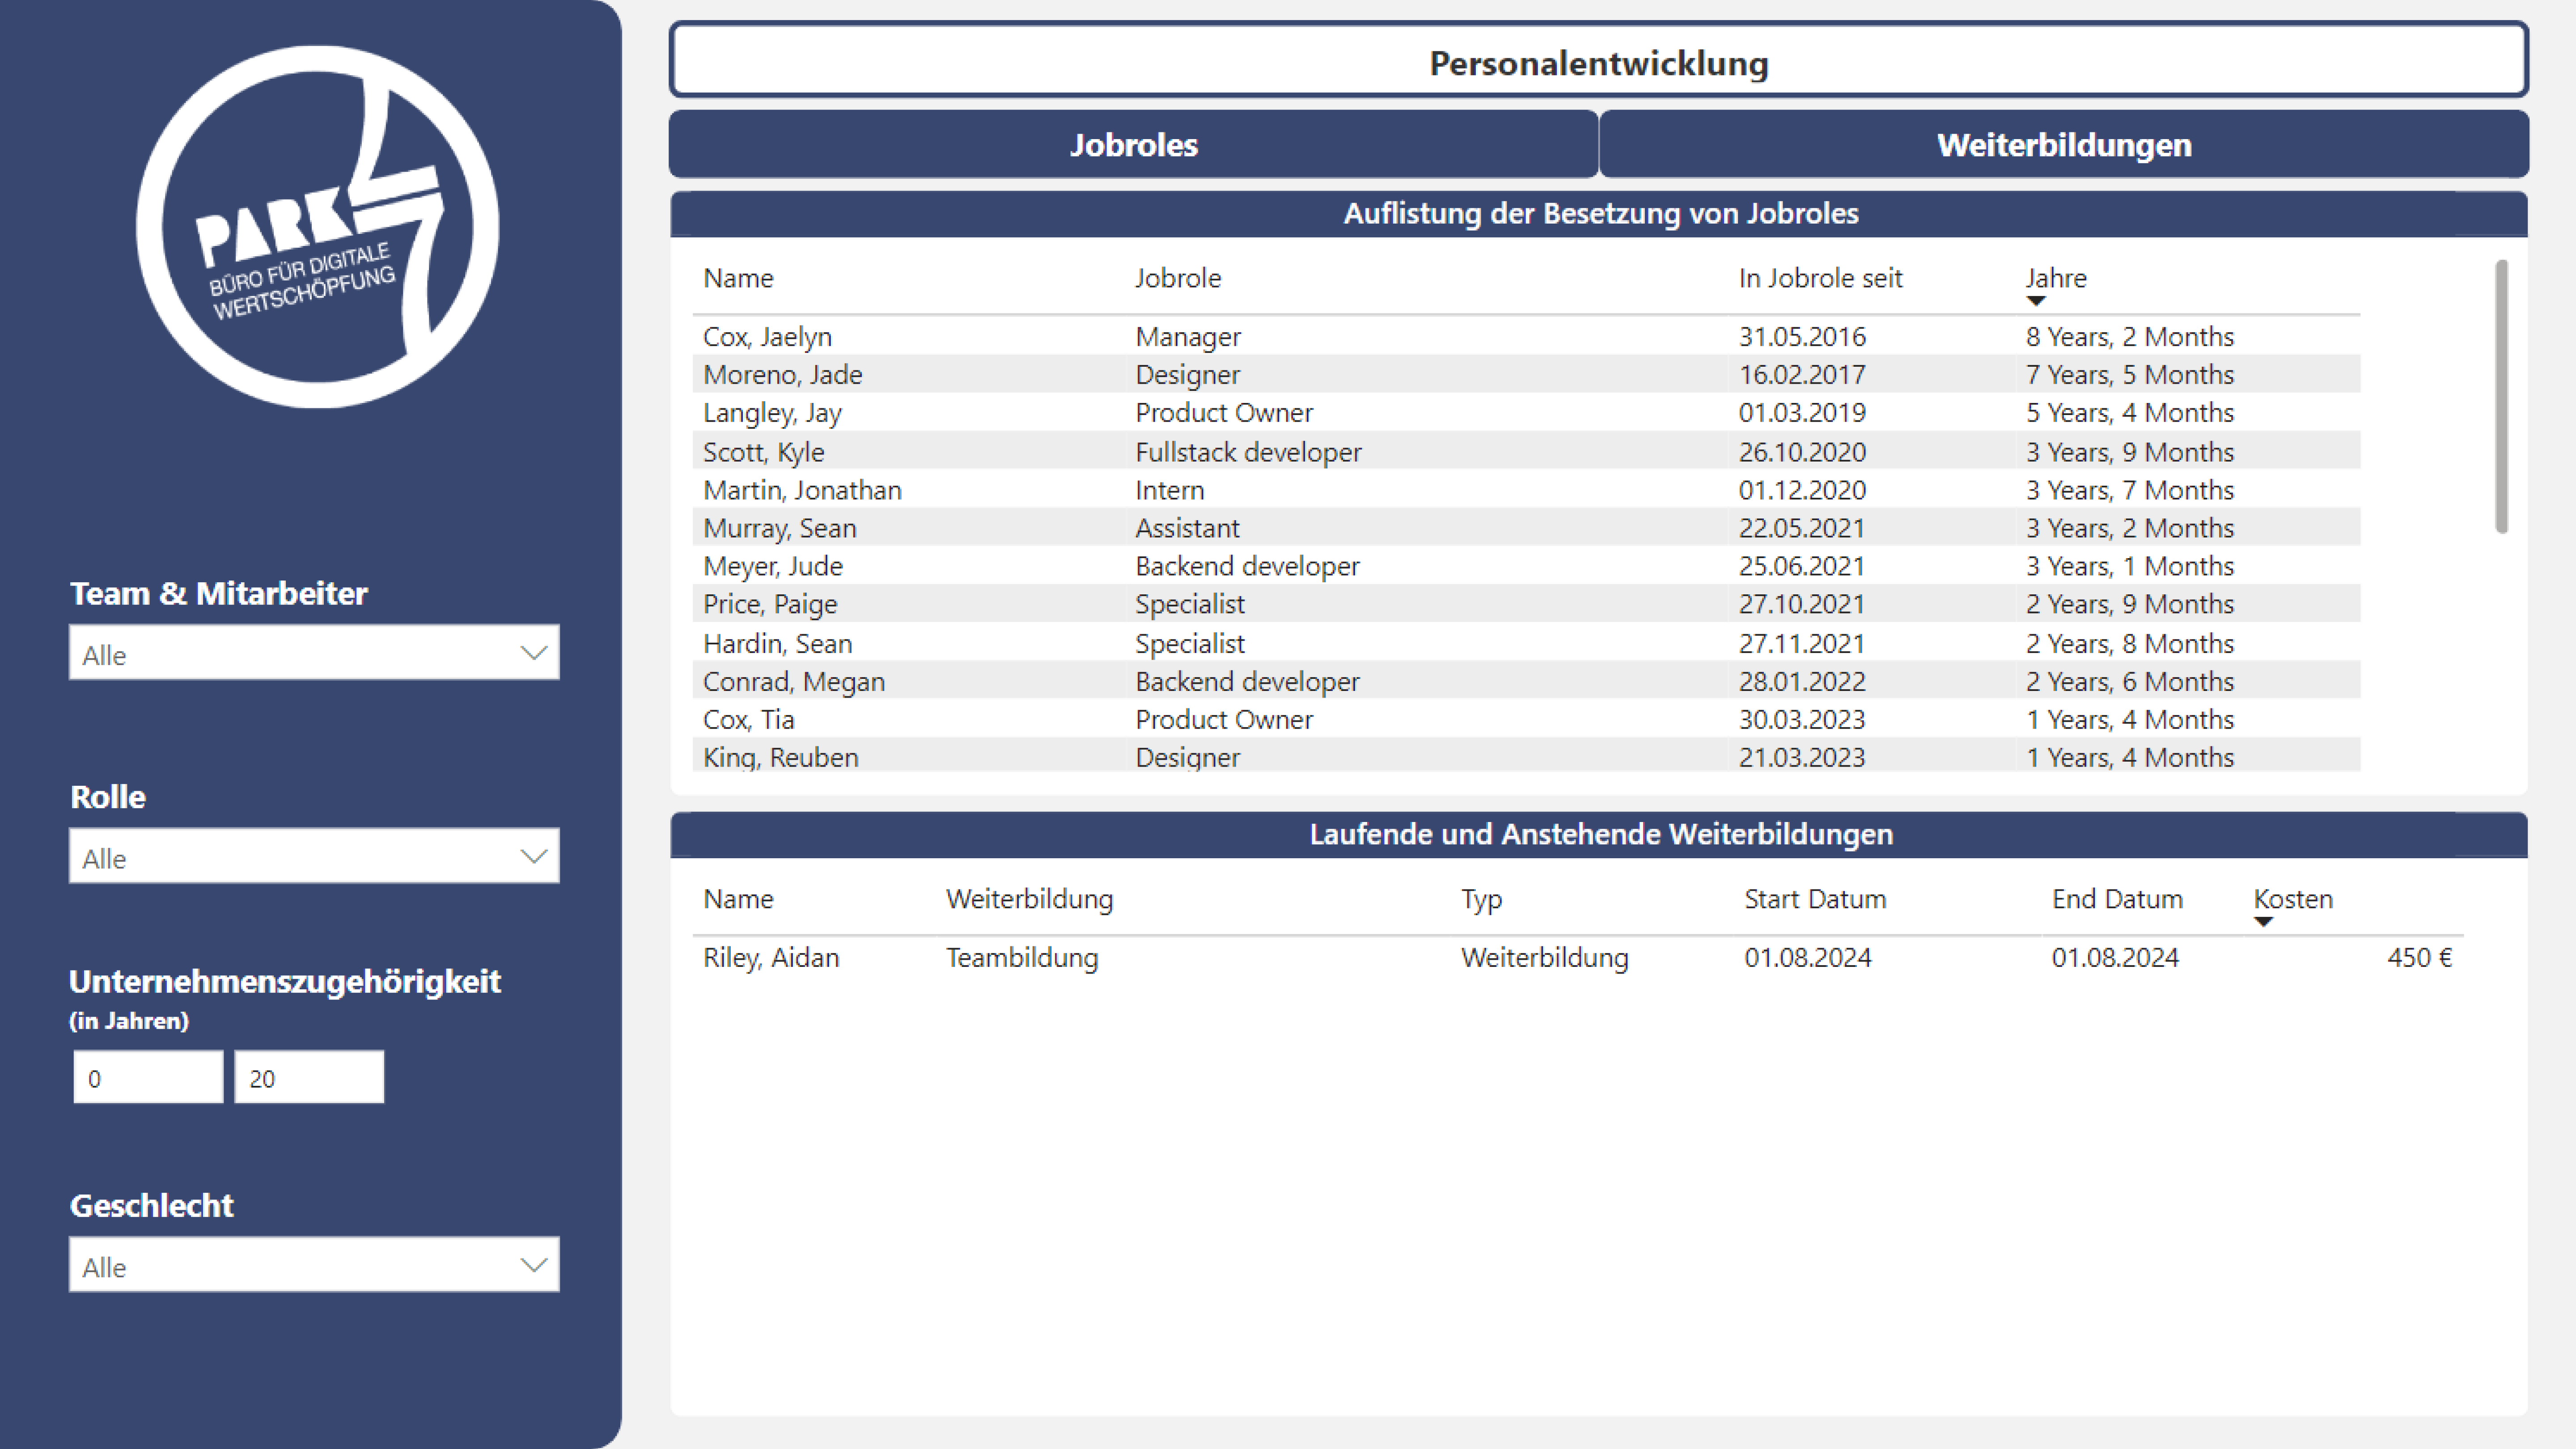 PARK 47
BÜRO FÜR DIGITALE
WERTSCHÖPFUNG
Team & Mitarbeiter
Alle
Rolle
Alle
Unternehmenszugehörigkeit
(in Jahren)
0 20
Geschlecht
Alle
Personalentwicklung
Jobroles Weiterbildungen
Auflistung der Besetzung von Jobroles
Name Jobrole In Jobrole seit Jahre
Cox, Jaelyn Manager 31.05.2016 8 Years, 2 Months
Moreno, Jade Designer 16.02.2017 7 Years, 5 Months
Langley, Jay Product Owner 01.03.2019 5 Years, 4 Months
Scott, Kyle Fullstack developer 26.10.2020 3 Years, 9 Months
Martin, Jonathan Intern 01.12.2020 3 Years, 7 Months
Murray, Sean Assistant 22.05.2021 3 Years, 2 Months
Meyer, Jude Backend developer 25.06.2021 3 Years, 1 Months
Price, Paige Specialist 27.10.2021 2 Years, 9 Months
Hardin, Sean Specialist 27.11.2021 2 Years, 8 Months
Conrad, Megan Backend developer 28.01.2022 2 Years, 6 Months
Cox, Tia Product Owner 30.03.2023 1 Years, 4 Months
King, Reuben Designer 21.03.2023 1 Years, 4 Months
Laufende und Anstehende Weiterbildungen
Name Weiterbildung Typ Start Datum End Datum Kosten
Riley, Aidan Teambildung Weiterbildung 01.08.2024 01.08.2024 450 €